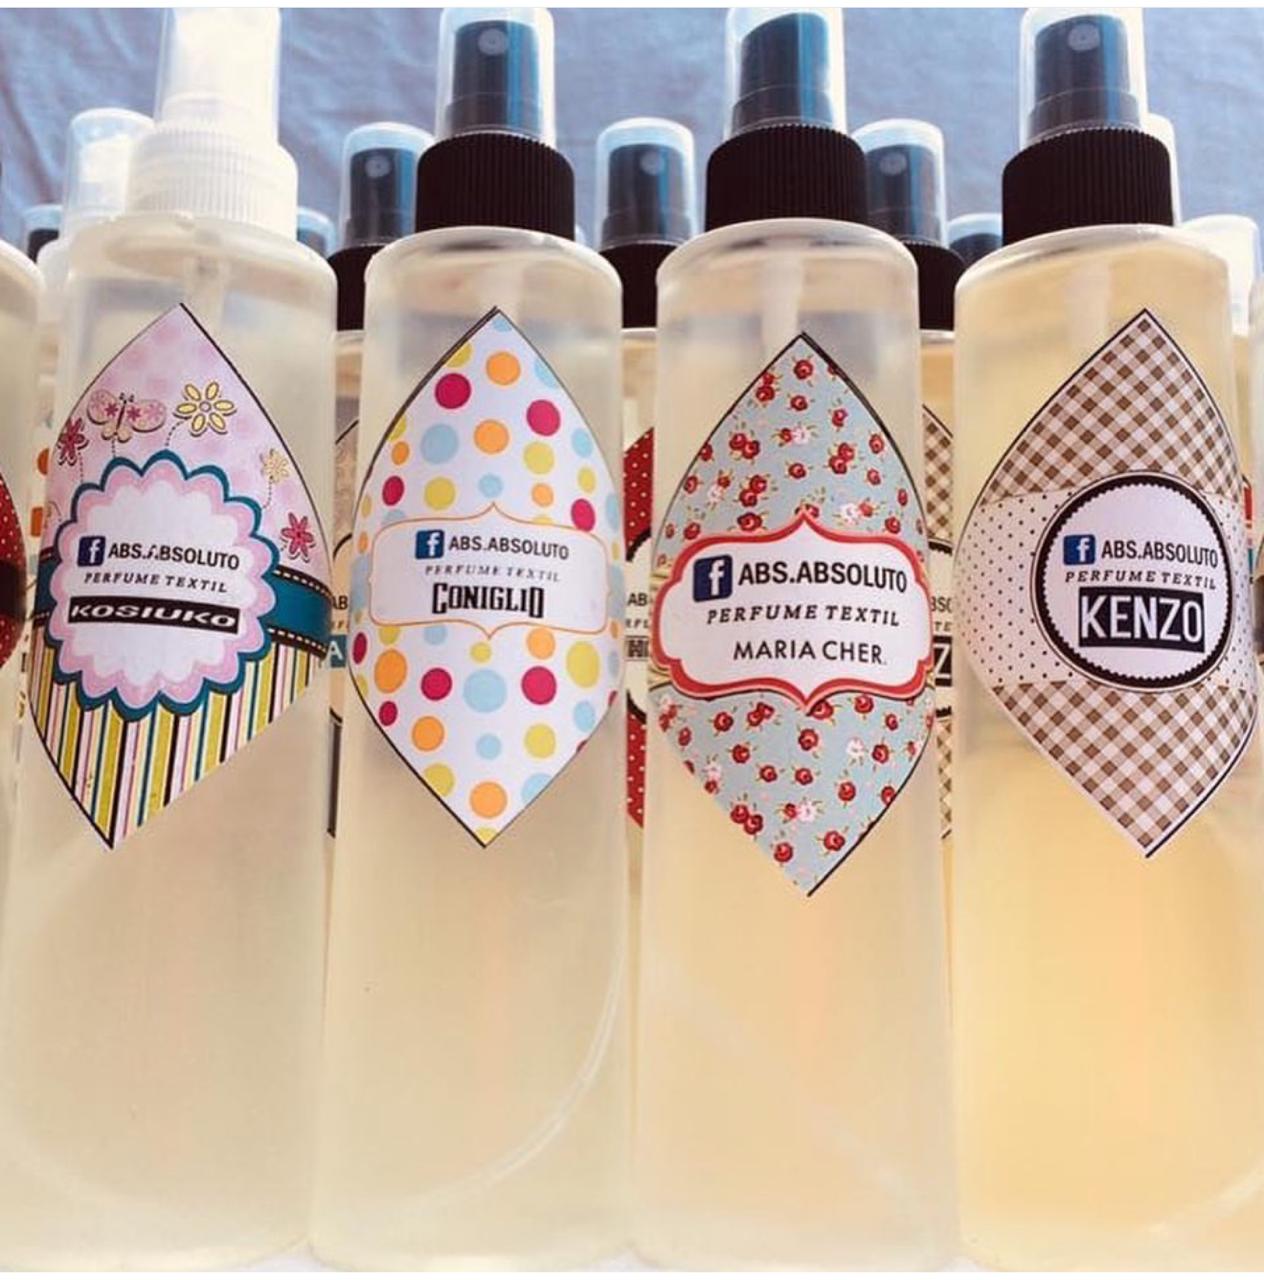 ABS.ABSOLUTO
PERFUME TEXTIL
KOSIUKO
ABS.ABSOLUTO
PERFUME TEXTIL
CONIGLIO
ABS.ABSOLUTO
PERFUME TEXTIL
MARIA CHER.
ABS.ABSOLUTO
PERFUME TEXTIL
KENZO